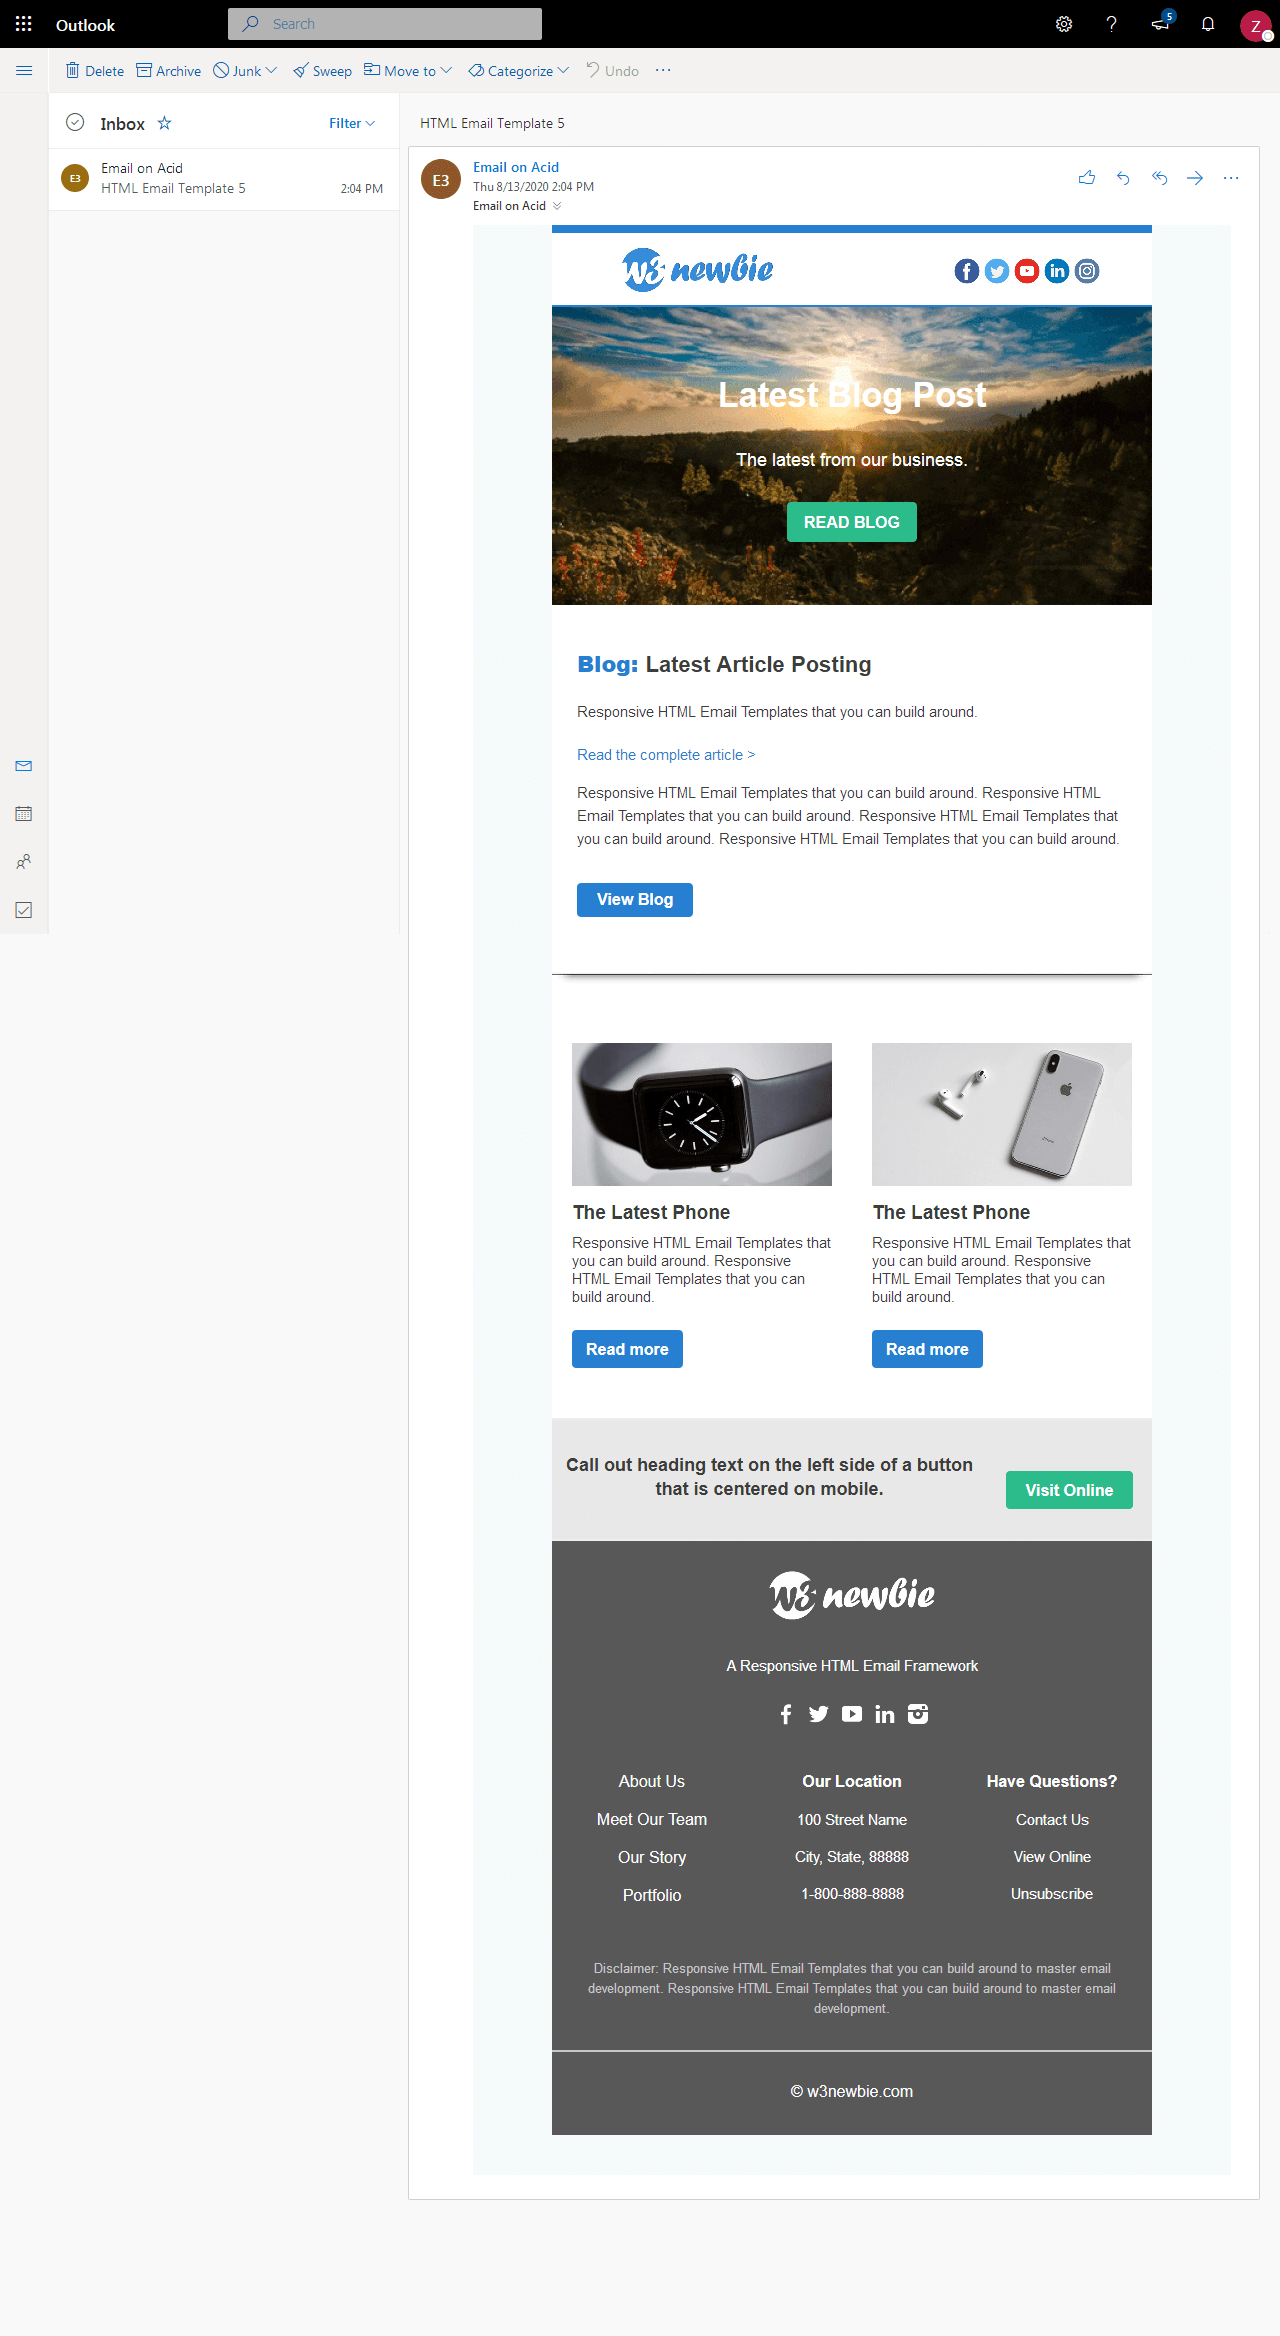 Outlook
Search
5
Z
Delete Archive Junk Sweep Move to Categorize Undo
Inbox
Filter
E3
Email on Acid
HTML Email Template 5
2:04 PM
HTML Email Template 5
E3
Email on Acid
Thu 8/13/2020 2:04 PM
Email on Acid
w3 newbie
Latest Blog Post
The latest from our business.
READ BLOG
Blog: Latest Article Posting
Responsive HTML Email Templates that you can build around.
Read the complete article >
Responsive HTML Email Templates that you can build around. Responsive HTML
Email Templates that you can build around. Responsive HTML Email Templates that
you can build around. Responsive HTML Email Templates that you can build around.
View Blog
The Latest Phone
Responsive HTML Email Templates that
you can build around. Responsive
HTML Email Templates that you can
build around.
Read more
The Latest Phone
Responsive HTML Email Templates that
you can build around. Responsive
HTML Email Templates that you can
build around.
Read more
Call out heading text on the left side of a button
that is centered on mobile.
Visit Online
w3 newbie
A Responsive HTML Email Framework
About Us
Meet Our Team
Our Story
Portfolio
Our Location
100 Street Name
City, State, 88888
1-800-888-8888
Have Questions?
Contact Us
View Online
Unsubscribe
Disclaimer: Responsive HTML Email Templates that you can build around to master email
development. Responsive HTML Email Templates that you can build around to master email
development.
© w3newbie.com